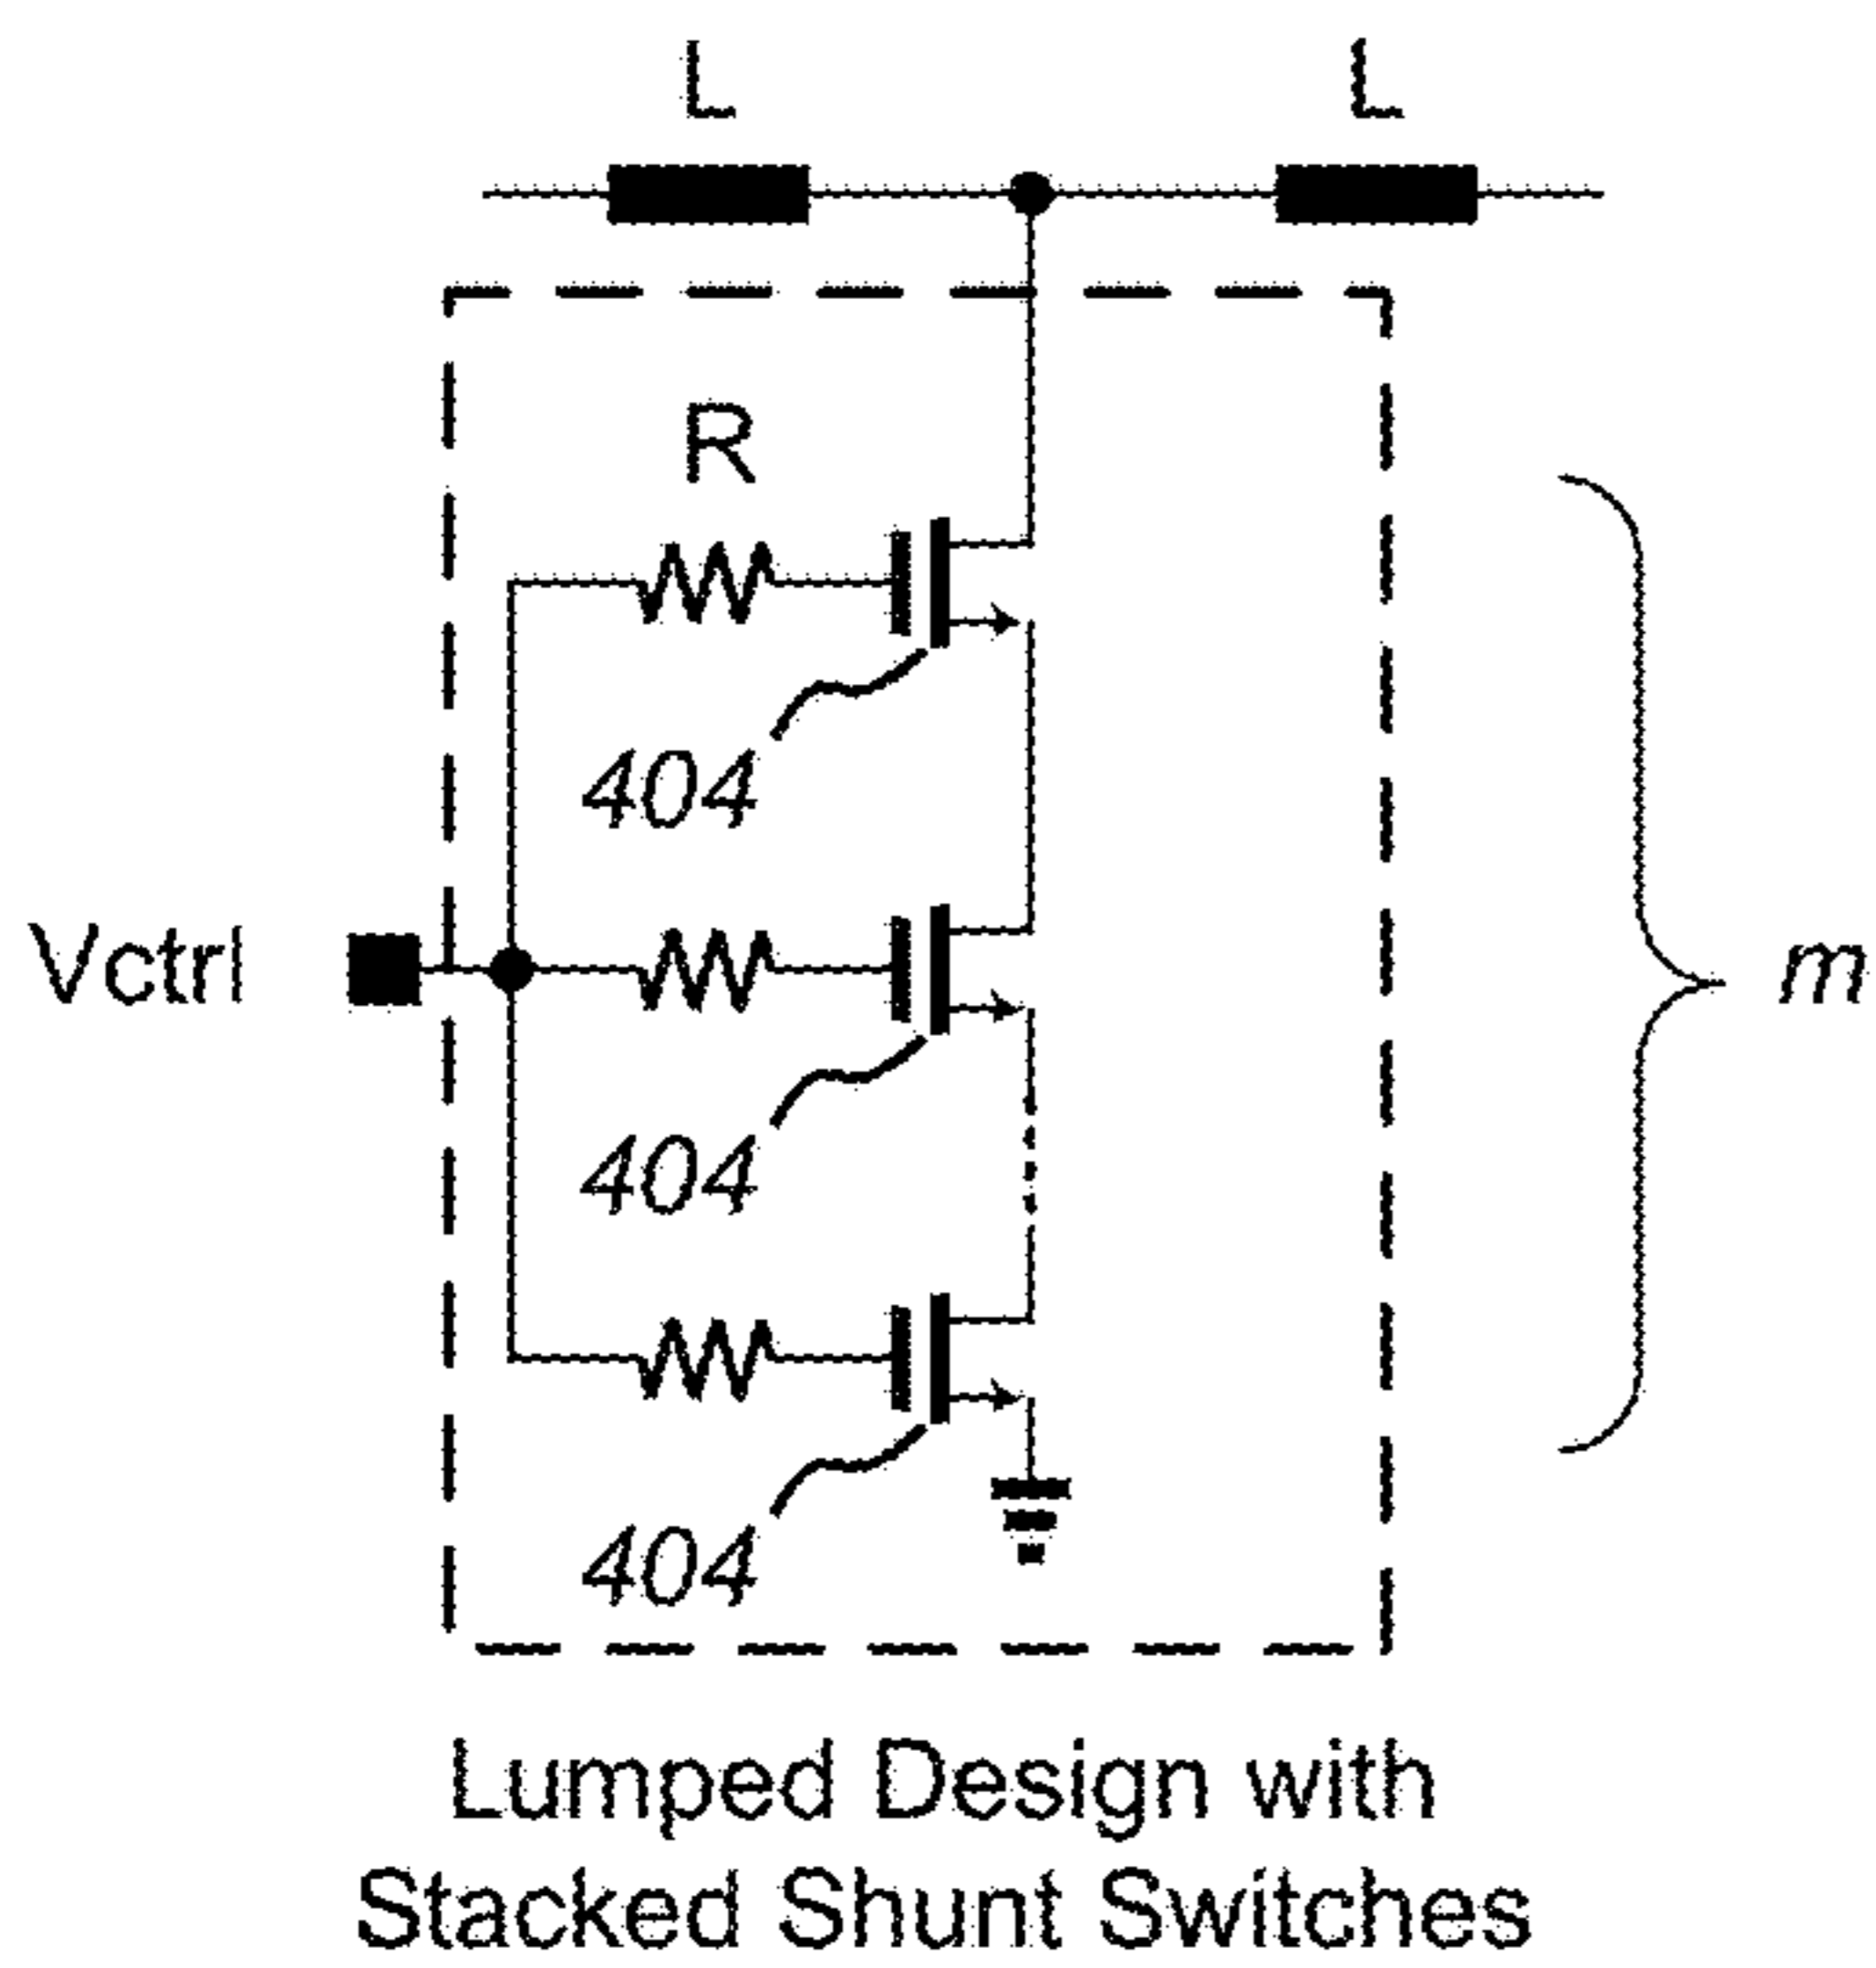 L L
R
404
Vctrl
m
404
404
Lumped Design with
Stacked Shunt Switches